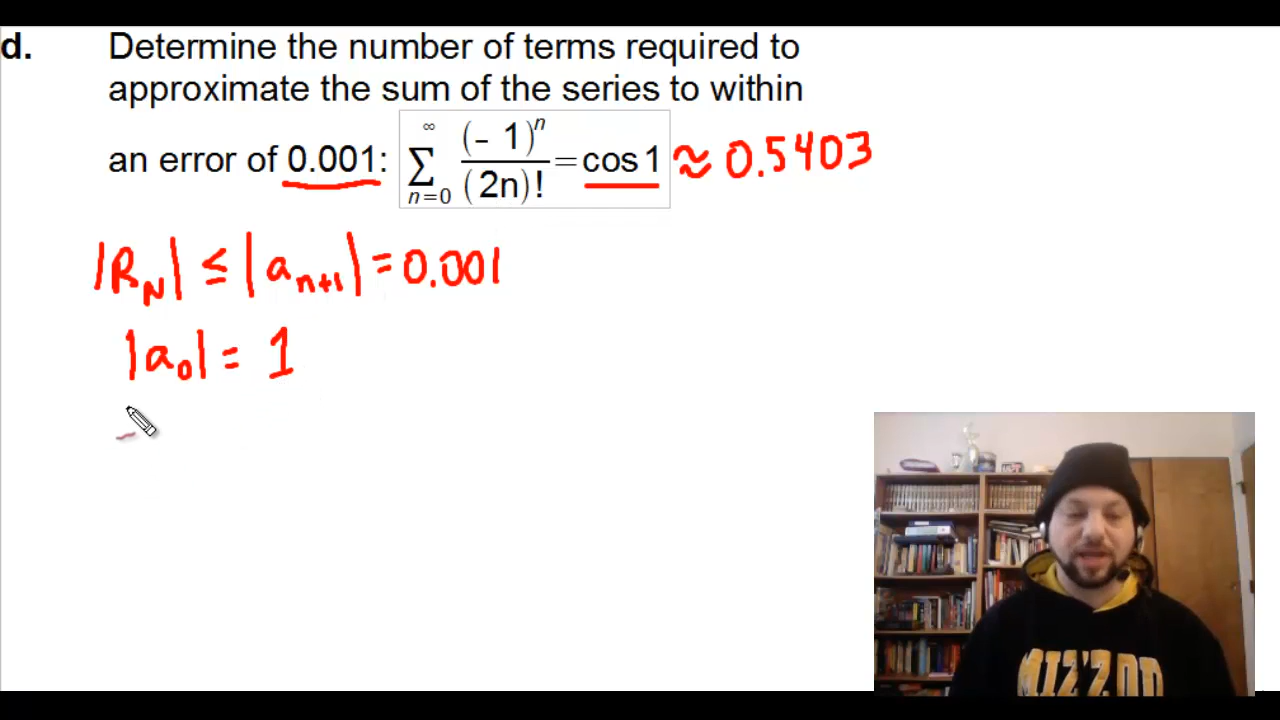 d. Determine the number of terms required to
approximate the sum of the series to within
an error of 0.001: ∞ ∑ n=0 (– 1)^n / (2n)! = cos 1 ≈ 0.5403
|R_N| ≤ |a_{n+1}| = 0.001
|a_0| = 1
MIZZOU